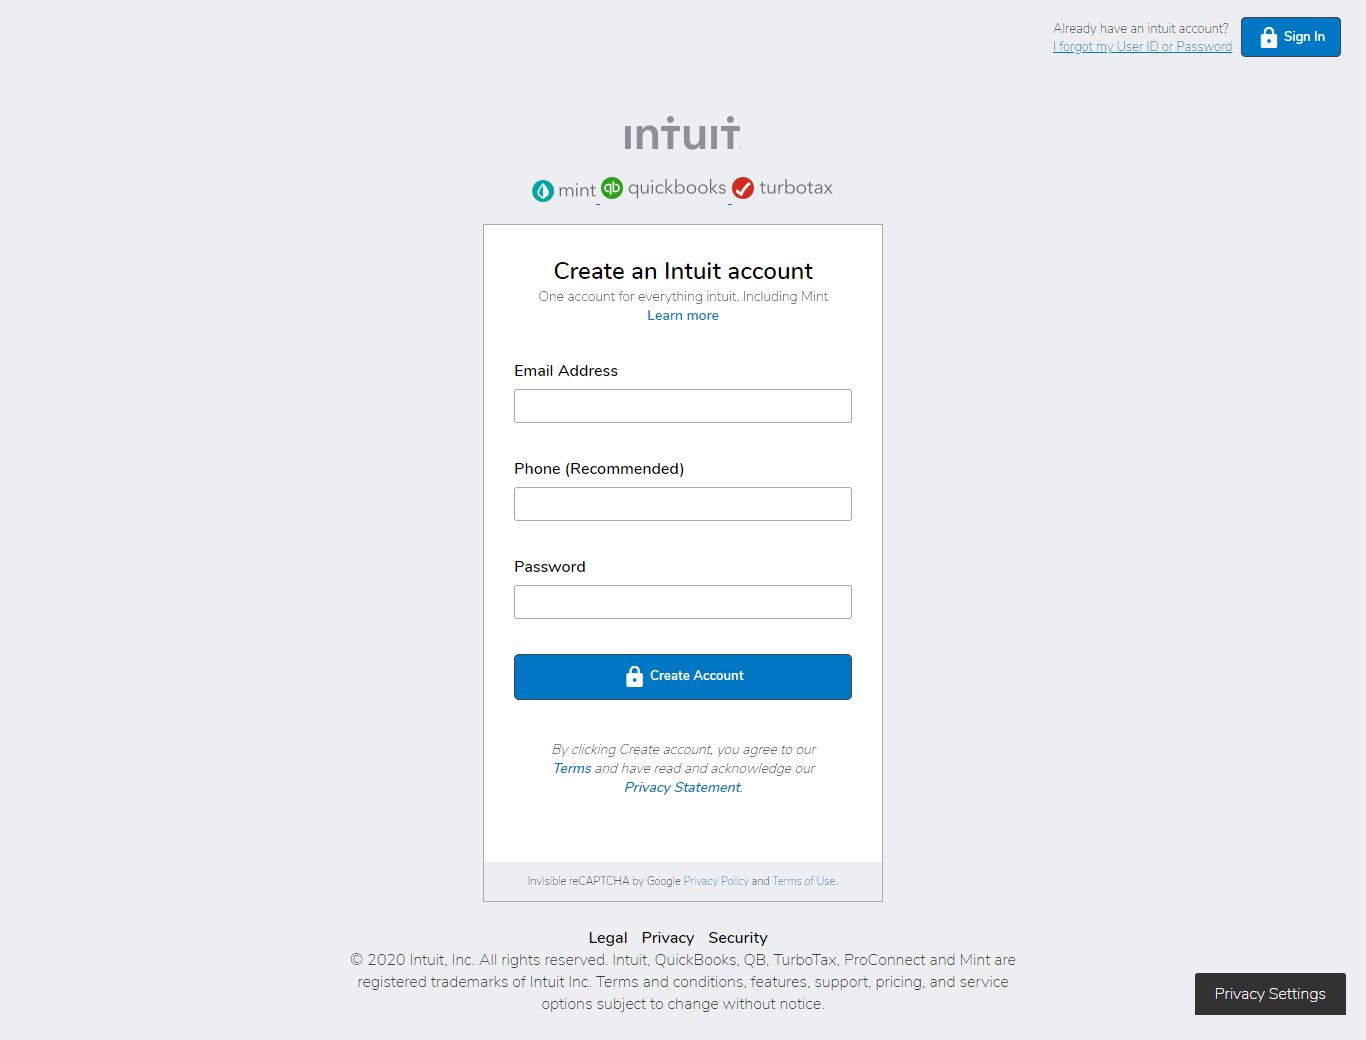 Already have an intuit account?
I forgot my User ID or Password
Sign In
intuit
mint quickbooks turbotax
Create an Intuit account
One account for everything intuit. Including Mint
Learn more
Email Address
Phone (Recommended)
Password
Create Account
By clicking Create account, you agree to our
Terms and have read and acknowledge our
Privacy Statement.
Invisible reCAPTCHA by Google Privacy Policy and Terms of Use.
Legal Privacy Security
© 2020 Intuit, Inc. All rights reserved. Intuit, QuickBooks, QB, TurboTax, ProConnect and Mint are
registered trademarks of Intuit Inc. Terms and conditions, features, support, pricing, and service
options subject to change without notice.
Privacy Settings